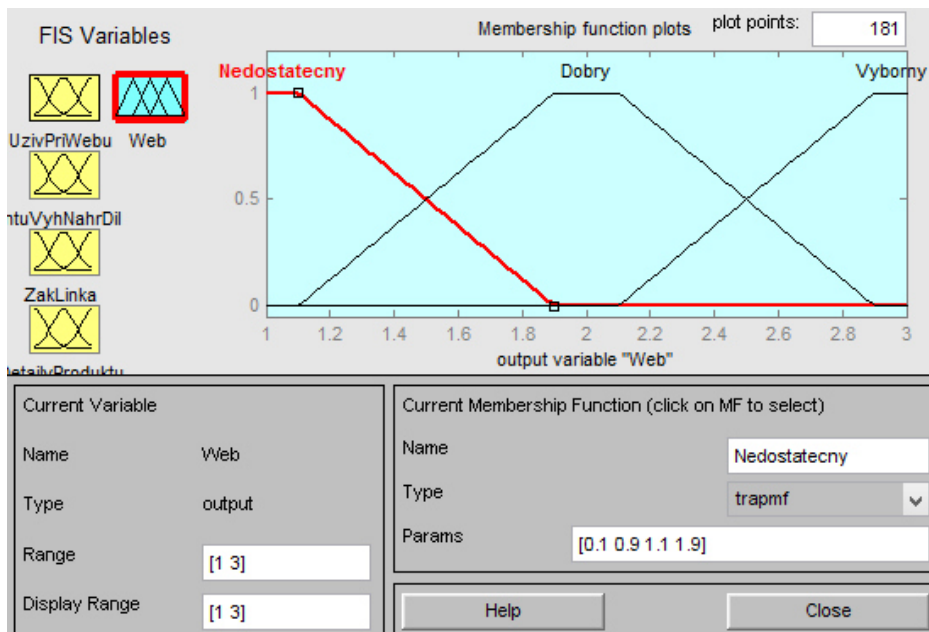 FIS Variables
Membership function plots
plot points:
181
UzivPriWebu
Web
ntuVyhNahrDil
ZakLinka
DetailyProduktu
Nedostatecny
Dobry
Vyborny
1
0.5
0
1 1.2 1.4 1.6 1.8 2 2.2 2.4 2.6 2.8 3
output variable "Web"
Current Variable
Name Web
Type output
Range [1 3]
Display Range [1 3]
Current Membership Function (click on MF to select)
Name Nedostatecny
Type trapmf
Params [0.1 0.9 1.1 1.9]
Help
Close